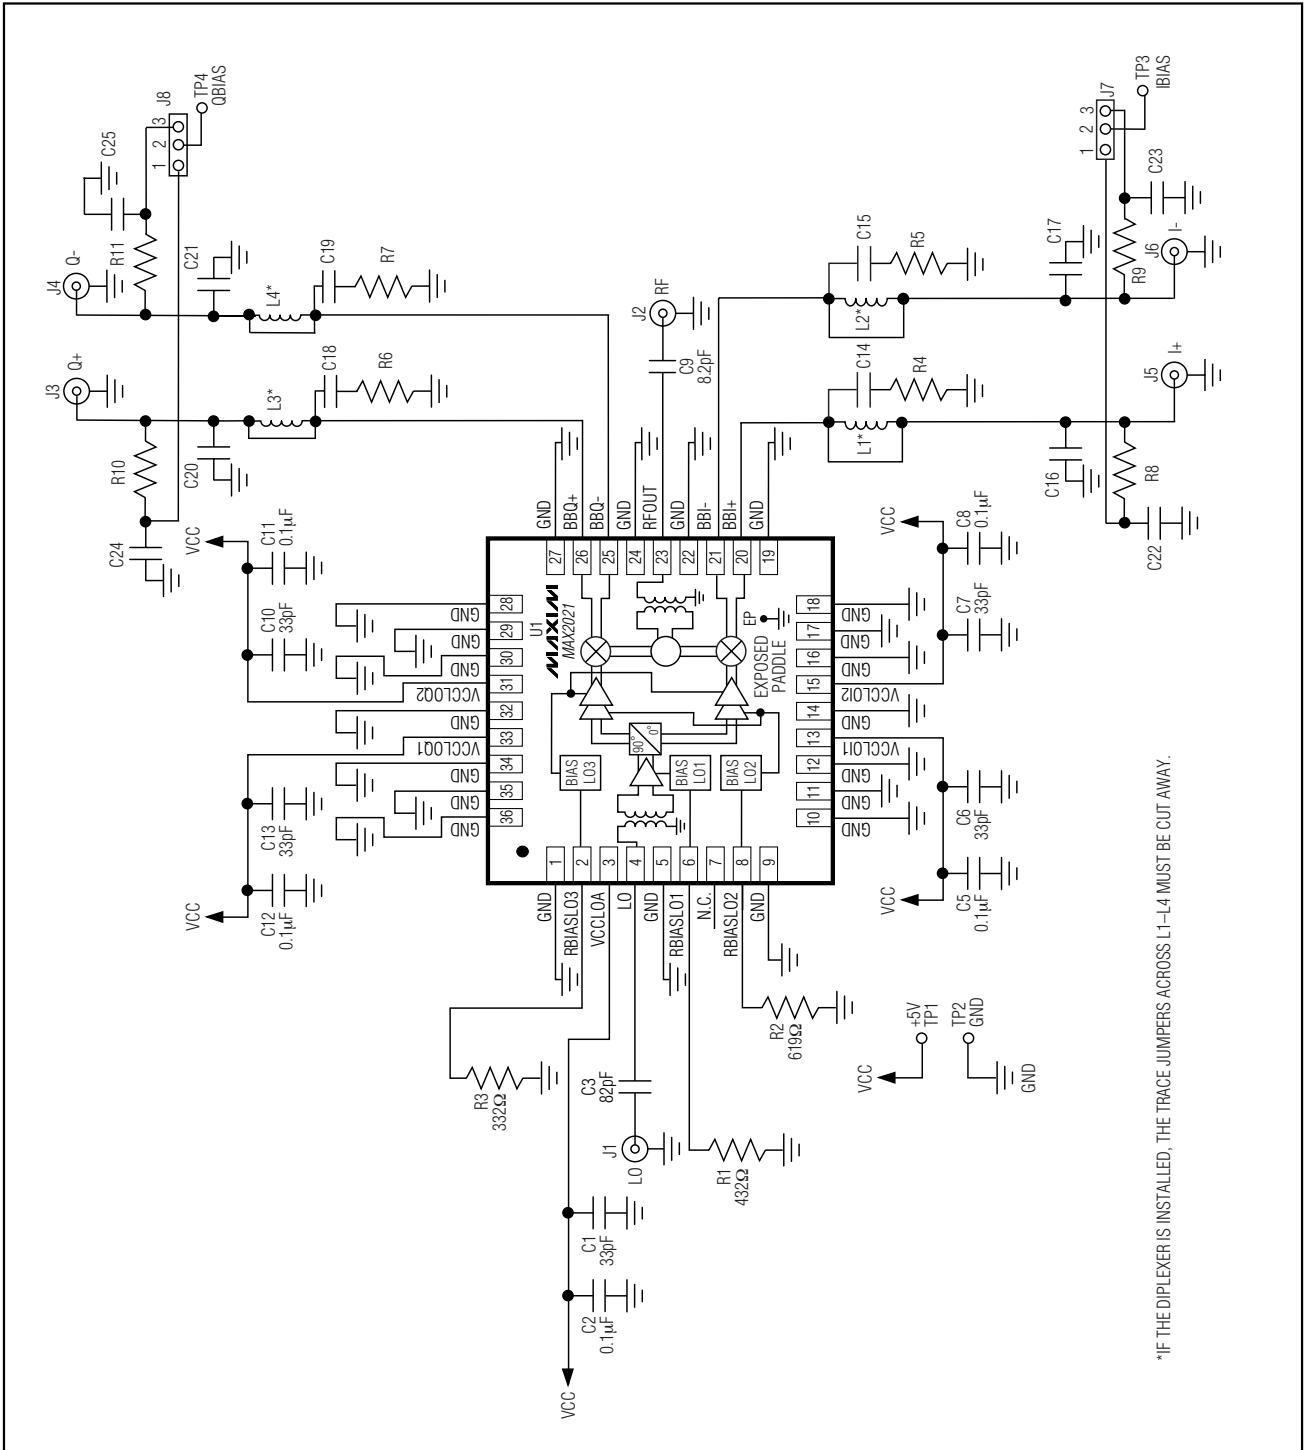 J8
TP4
QBIAS
3
2
1
C25
J4
Q-
R11
C21
L4*
C19
R7
J3
Q+
R10
C20
L3*
C18
R6
C24
J2
RF
C9
8.2pF
J7
TP3
IBIAS
3
2
1
C23
C15
R5
C17
R9
J6
I-
L2*
C14
R4
J5
I+
L1*
C16
R8
C22
VCC
C11
0.1µF
C10
33pF
VCC
C8
0.1µF
C7
33pF
GND
BBQ+
BBQ-
GND
RFOUT
GND
BBI-
BBI+
GND
27
26
25
24
23
22
21
20
19
28
GND
29
GND
30
GND
31
VCCLOQ2
32
GND
33
VCCLOQ1
34
GND
35
GND
36
GND
U1
MAXIM
MAX2021
EP
EXPOSED
PADDLE
90°
0°
BIAS
LO3
BIAS
LO1
BIAS
LO2
18
GND
17
GND
16
GND
15
VCCLOI2
14
GND
13
VCCLOI1
12
GND
11
GND
10
GND
1
2
3
4
5
6
7
8
9
GND
RBIASLO3
VCCLOA
LO
GND
RBIASLO1
N.C.
RBIASLO2
GND
VCC
C13
33pF
C12
0.1µF
VCC
C6
33pF
C5
0.1µF
R3
332Ω
C3
82pF
J1
LO
R1
432Ω
R2
619Ω
VCC
+5V
TP1
TP2
GND
GND
C1
33pF
C2
0.1µF
VCC
*IF THE DIPLEXER IS INSTALLED, THE TRACE JUMPERS ACROSS L1–L4 MUST BE CUT AWAY.